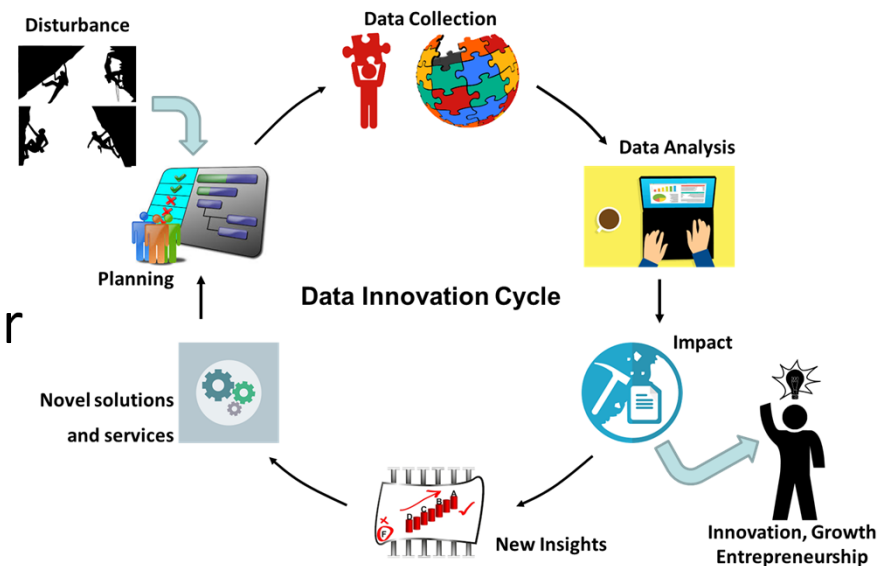 Disturbance
Data Collection
Data Analysis
Planning
Data Innovation Cycle
r
Impact
Novel solutions
and services
D
C
B
A
F
New Insights
Innovation, Growth
Entrepreneurship